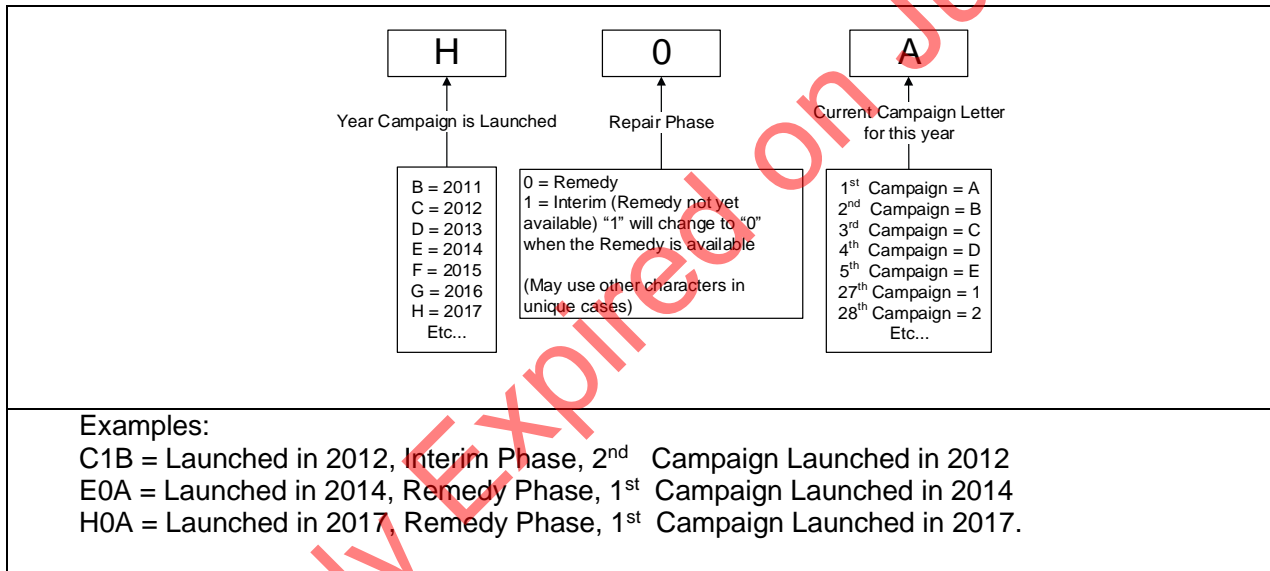 H
0
A
Year Campaign is Launched
Repair Phase
Current Campaign Letter
for this year
B = 2011
C = 2012
D = 2013
E = 2014
F = 2015
G = 2016
H = 2017
Etc...
0 = Remedy
1 = Interim (Remedy not yet
available) “1” will change to “0”
when the Remedy is available
(May use other characters in
unique cases)
1st Campaign = A
2nd Campaign = B
3rd Campaign = C
4th Campaign = D
5th Campaign = E
27th Campaign = 1
28th Campaign = 2
Etc...
Examples:
C1B = Launched in 2012, Interim Phase, 2nd Campaign Launched in 2012
E0A = Launched in 2014, Remedy Phase, 1st Campaign Launched in 2014
H0A = Launched in 2017, Remedy Phase, 1st Campaign Launched in 2017.
Expired on